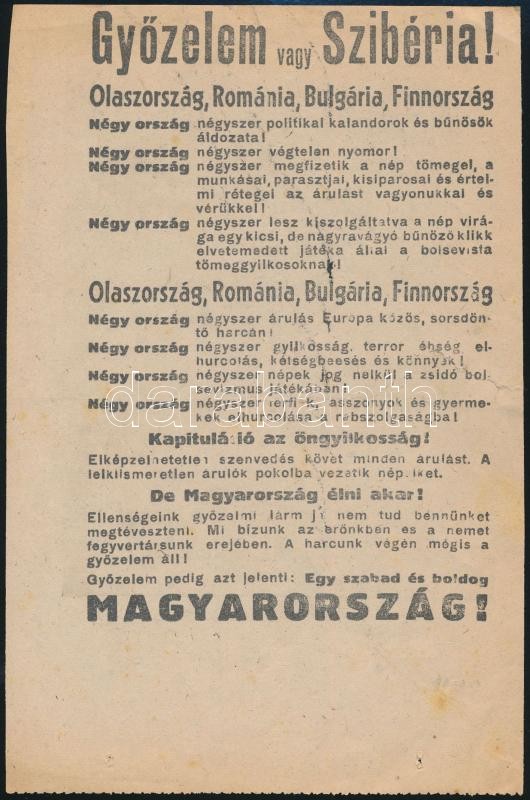 Győzelem vagy Szibéria!
Olaszország, Románia, Bulgária, Finnország
Négy ország négyszer politikai kalandorok és bűnösök
áldozata!
Négy ország négyszer végtelen nyomor!
Négy ország négyszer megfizetik a nép tömegei, a
munkásai, parasztjai, kisiparosai és értel-
mi rétegei az árulást vagyonukkal és
vérükkel!
Négy ország négyszer lesz kiszolgáltatva a nép virá-
ga egy kicsi, de nagyravágyó bűnöző klikk
elvetemedett játéka által a bolsevista
tömeggyilkosoknak!
Olaszország, Románia, Bulgária, Finnország
Négy ország négyszer árulás Európa közös, sorsdön-
tő harcán!
Négy ország négyszer gyilkosság, terror éhség el-
hurcolás, kétségbeesés és könnyek!
Négy ország négyszer népek jog nélkül a zsidó bol-
sevizmus játékában!
Négy ország négyszer férfiak, asszonyok és gyerme-
kek elhurcolása a rabszolgaságba!
Kapituláció az öngyilkosság!
Elképzelhetetlen szenvedés követ minden árulást. A
lelkiismeretlen árulók pokolba vezetik népüket.
De Magyarország élni akar!
Ellenségeink győzelmi lármája nem tud bennünket
megtéveszteni. Mi bizunk az erőnkben és a német
fegyvertársunk erejében. A harcunk végén mégis a
győzelem áll!
Győzelem pedig azt jelenti: Egy szabad és boldog
MAGYARORSZÁG!
darabanth